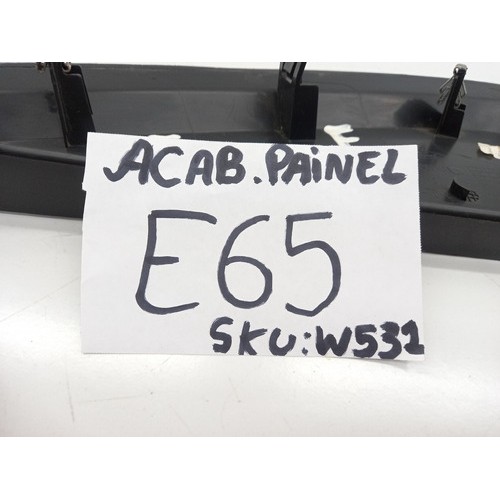 ACAB. PAiNEL
E65
SKU: W531